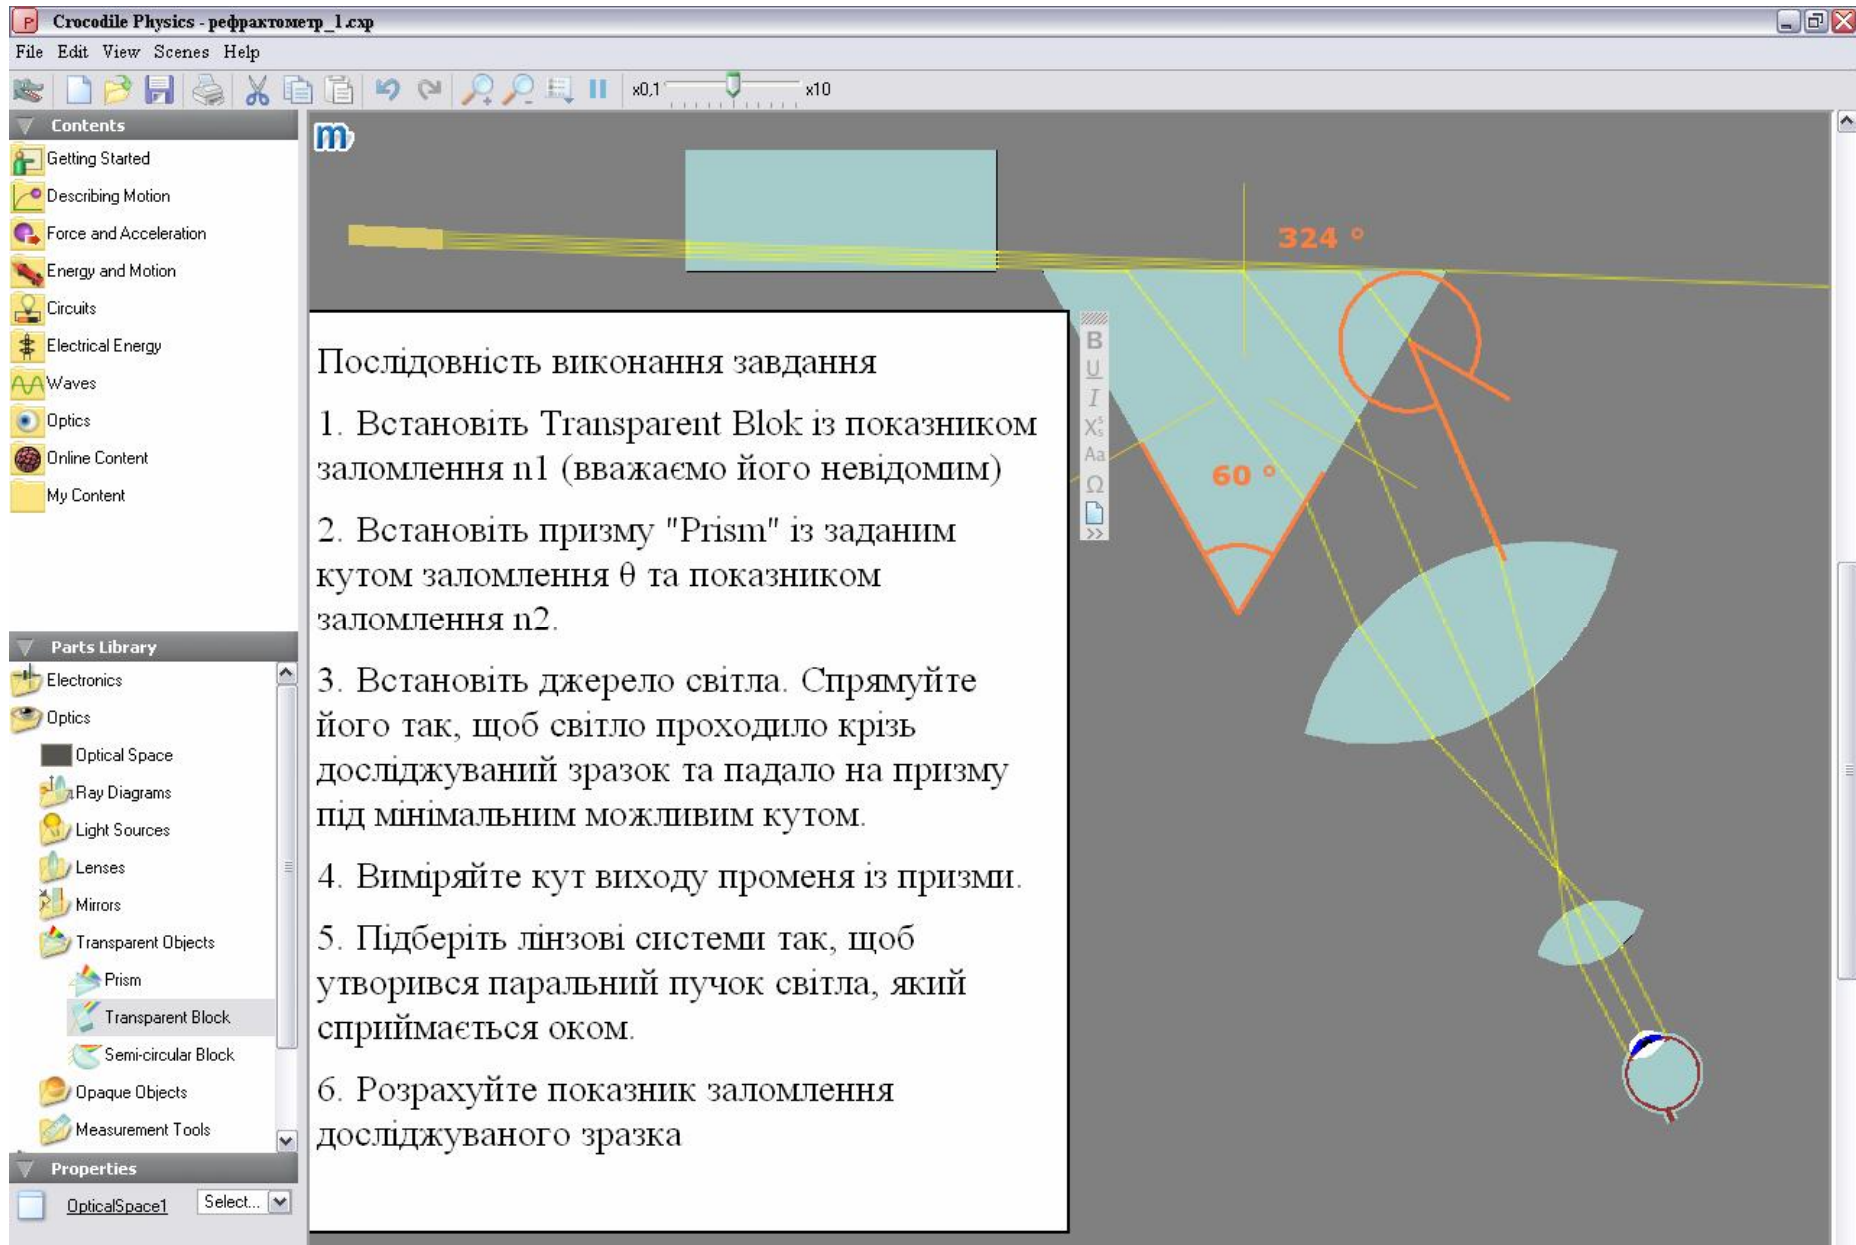 Crocodile Physics - рефрактометр_1.cxp
File Edit View Scenes Help
x0,1 x10
Contents
Getting Started
Describing Motion
Force and Acceleration
Energy and Motion
Circuits
Electrical Energy
Waves
Optics
Online Content
My Content
Parts Library
Electronics
Optics
Optical Space
Ray Diagrams
Light Sources
Lenses
Mirrors
Transparent Objects
Prism
Transparent Block
Semi-circular Block
Opaque Objects
Measurement Tools
Properties
OpticalSpace1 Select...
m
324 °
60 °
Послідовність виконання завдання
1. Встановіть Transparent Blok із показником
заломлення n1 (вважаємо його невідомим)
2. Встановіть призму "Prism" із заданим
кутом заломлення θ та показником
заломлення n2.
3. Встановіть джерело світла. Спрямуйте
його так, щоб світло проходило крізь
досліджуваний зразок та падало на призму
під мінімальним можливим кутом.
4. Виміряйте кут виходу променя із призми.
5. Підберіть лінзові системи так, щоб
утворився паральний пучок світла, який
сприймається оком.
6. Розрахуйте показник заломлення
досліджуваного зразка
B
U
I
X
Aa
Ω
>>